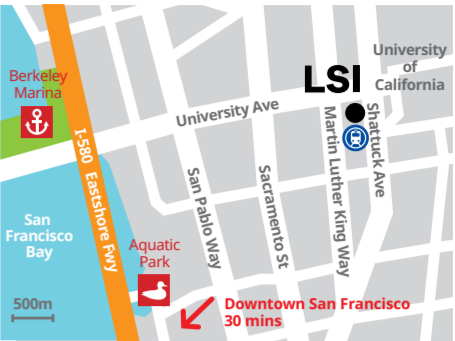 University
of
California
LSI
Berkeley
Marina
University Ave
Shattuck Ave
Martin Luther King Way
I-580 Eastshore Fwy
San Pablo Way
Sacramento St
San
Francisco
Bay
Aquatic
Park
500m
Downtown San Francisco
30 mins